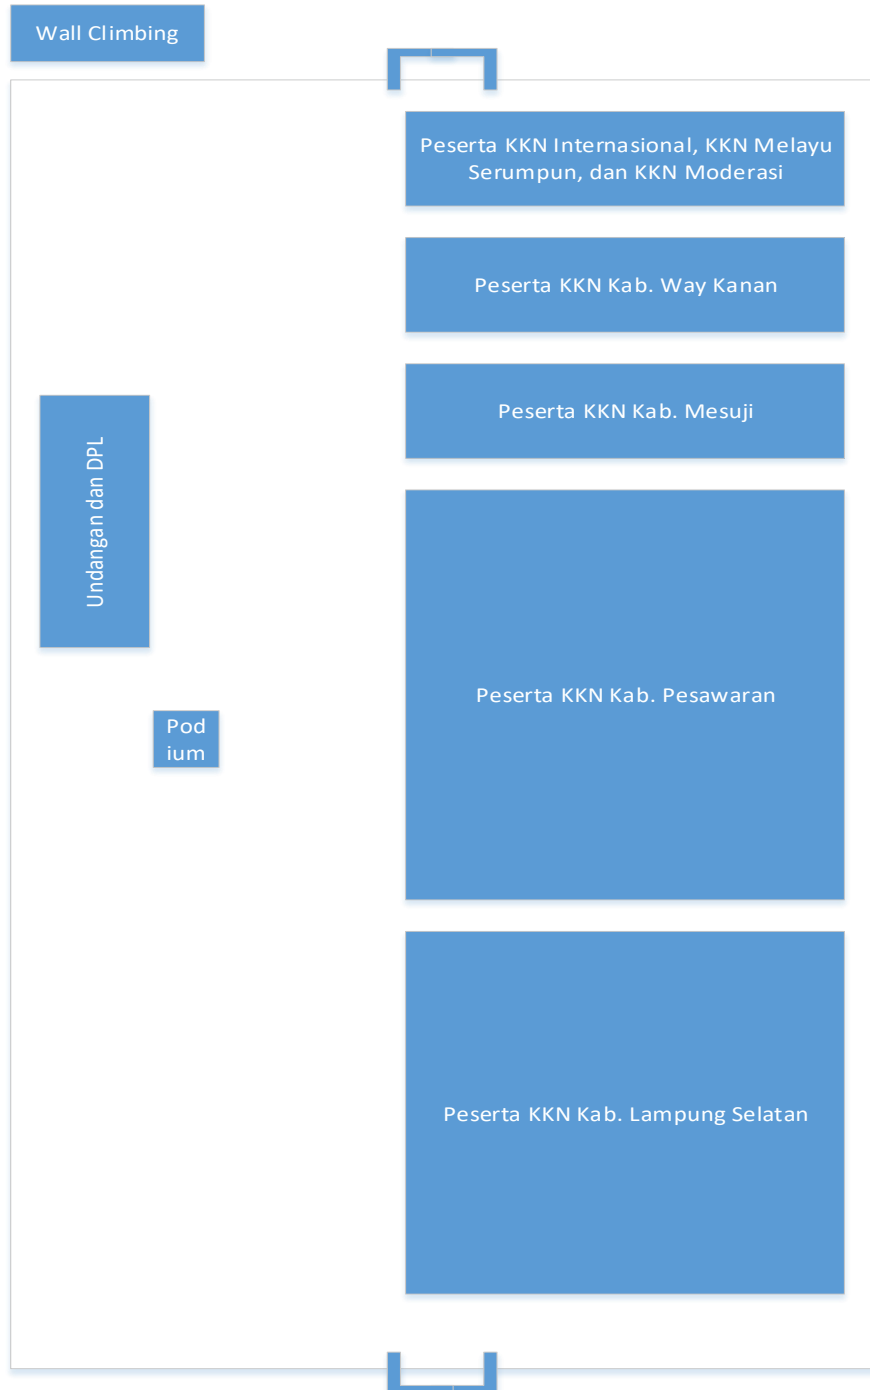 Wall Climbing
Peserta KKN Internasional, KKN Melayu
Serumpun, dan KKN Moderasi
Peserta KKN Kab. Way Kanan
Peserta KKN Kab. Mesuji
Undangan dan DPL
Peserta KKN Kab. Pesawaran
Pod
ium
Peserta KKN Kab. Lampung Selatan